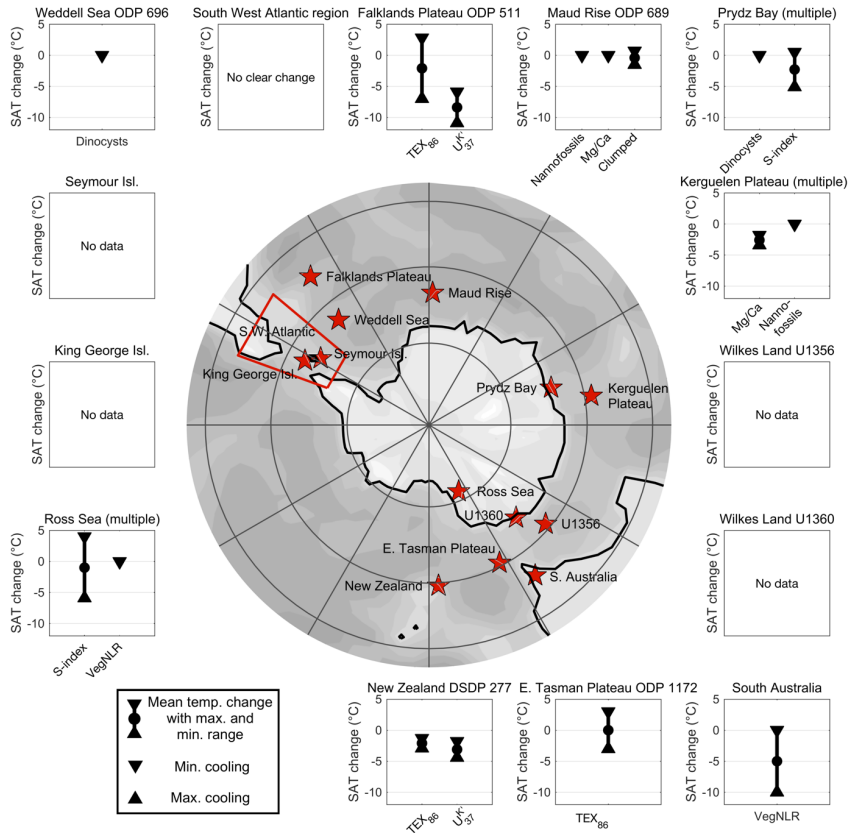 Weddell Sea ODP 696
South West Atlantic region
Falklands Plateau ODP 511
Maud Rise ODP 689
Prydz Bay (multiple)
SAT change (°C)
5
0
-5
-10
Dinocysts
SAT change (°C)
No clear change
SAT change (°C)
5
0
-5
-10
TEX86
UK'37
SAT change (°C)
5
0
-5
-10
Nannofossils
Mg/Ca
Clumped
SAT change (°C)
5
0
-5
-10
Dinocysts
S-index
Seymour Isl.
SAT change (°C)
No data
Kerguelen Plateau (multiple)
SAT change (°C)
5
0
-5
-10
Mg/Ca
Nanno-
fossils
King George Isl.
SAT change (°C)
No data
Wilkes Land U1356
SAT change (°C)
No data
Falklands Plateau
Maud Rise
Weddell Sea
S.W. Atlantic
Seymour Isl.
King George Isl.
Prydz Bay
Kerguelen
Plateau
Ross Sea
U1360
U1356
E. Tasman Plateau
S. Australia
New Zealand
Ross Sea (multiple)
SAT change (°C)
5
0
-5
-10
S-index
VegNLR
Wilkes Land U1360
SAT change (°C)
No data
Mean temp. change
with max. and
min. range
Min. cooling
Max. cooling
New Zealand DSDP 277
SAT change (°C)
5
0
-5
-10
TEX86
UK'37
E. Tasman Plateau ODP 1172
SAT change (°C)
5
0
-5
-10
TEX86
South Australia
SAT change (°C)
5
0
-5
-10
VegNLR